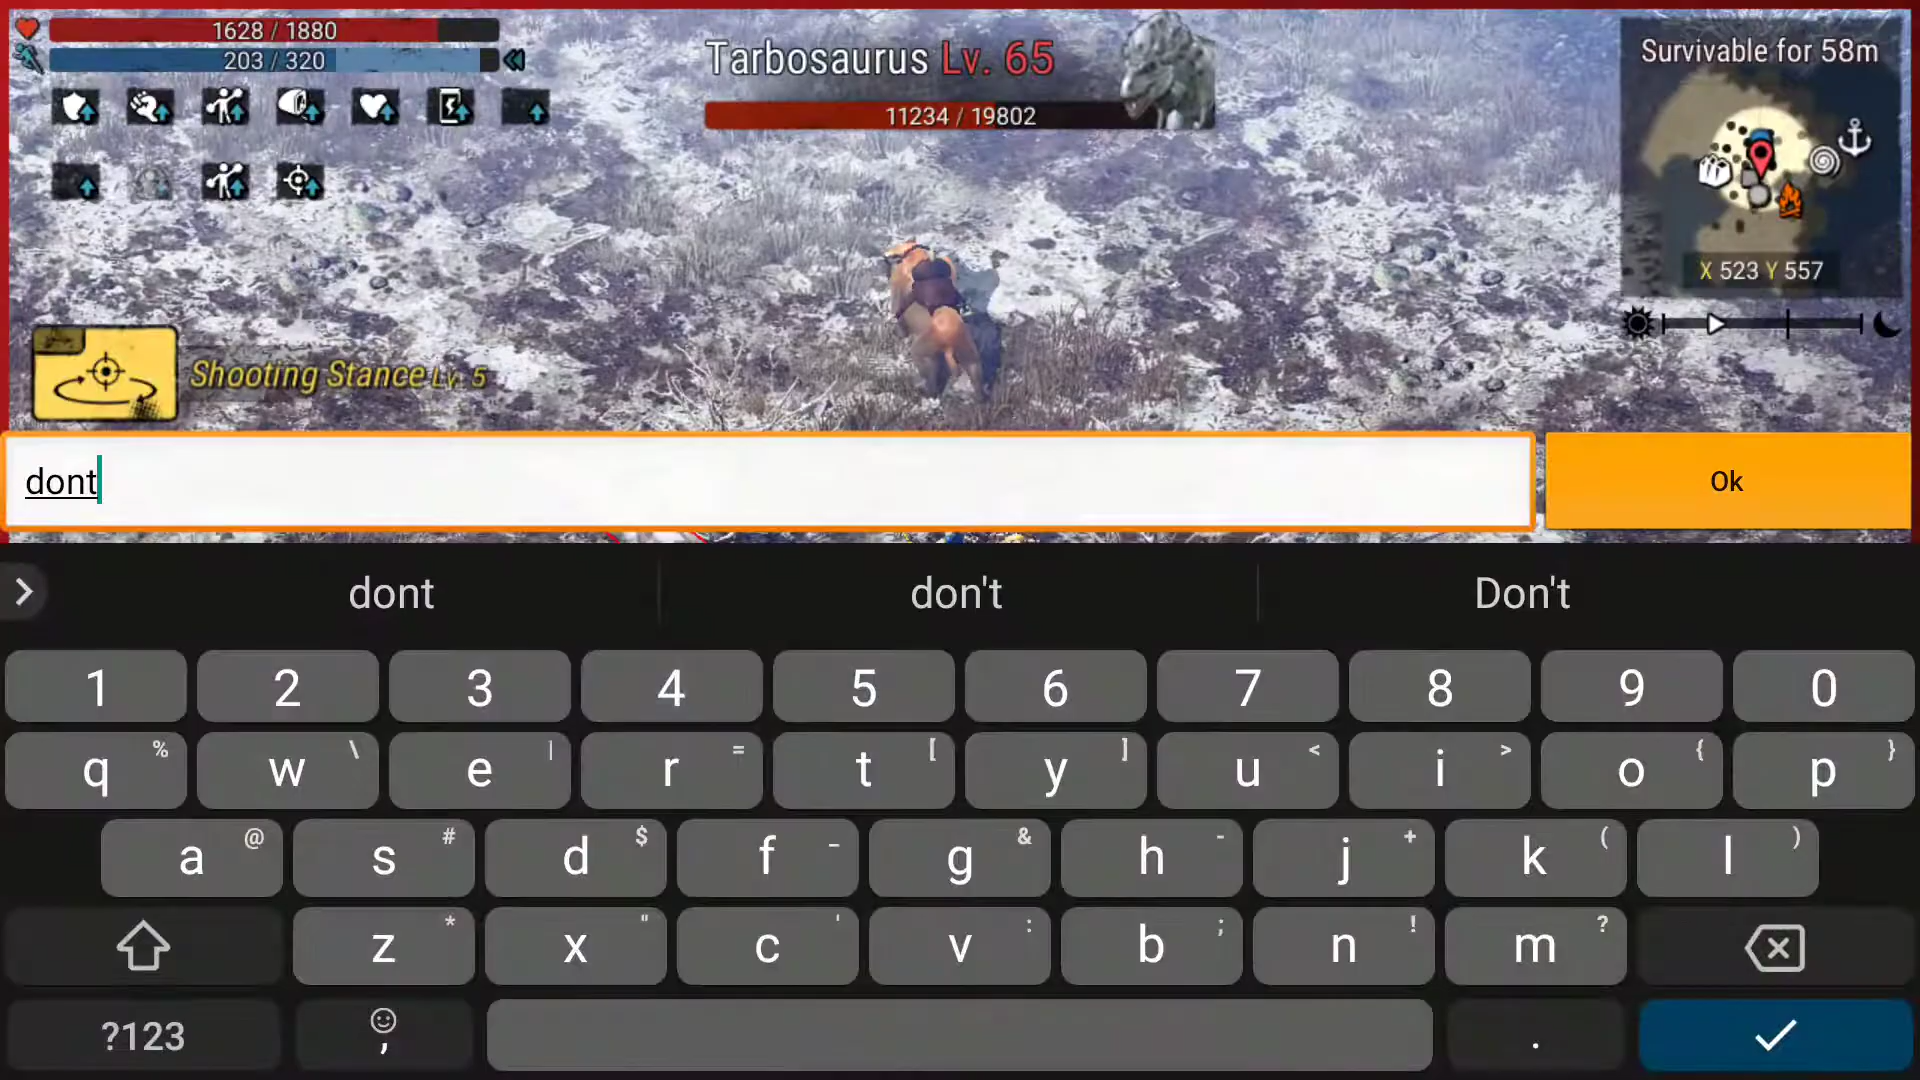 1628 / 1880
203 / 320
Tarbosaurus Lv. 65
11234 / 19802
Survivable for 58m
X 523 Y 557
Shooting Stance Lv. 5
dont
Ok
dont don't Don't
1 2 3 4 5 6 7 8 9 0
q % w \ e | r = t [ y ] u < i > o { p }
a @ s # d $ f _ g & h - j + k ( l )
z * x " c ' v : b ; n ! m ?
?123 , .